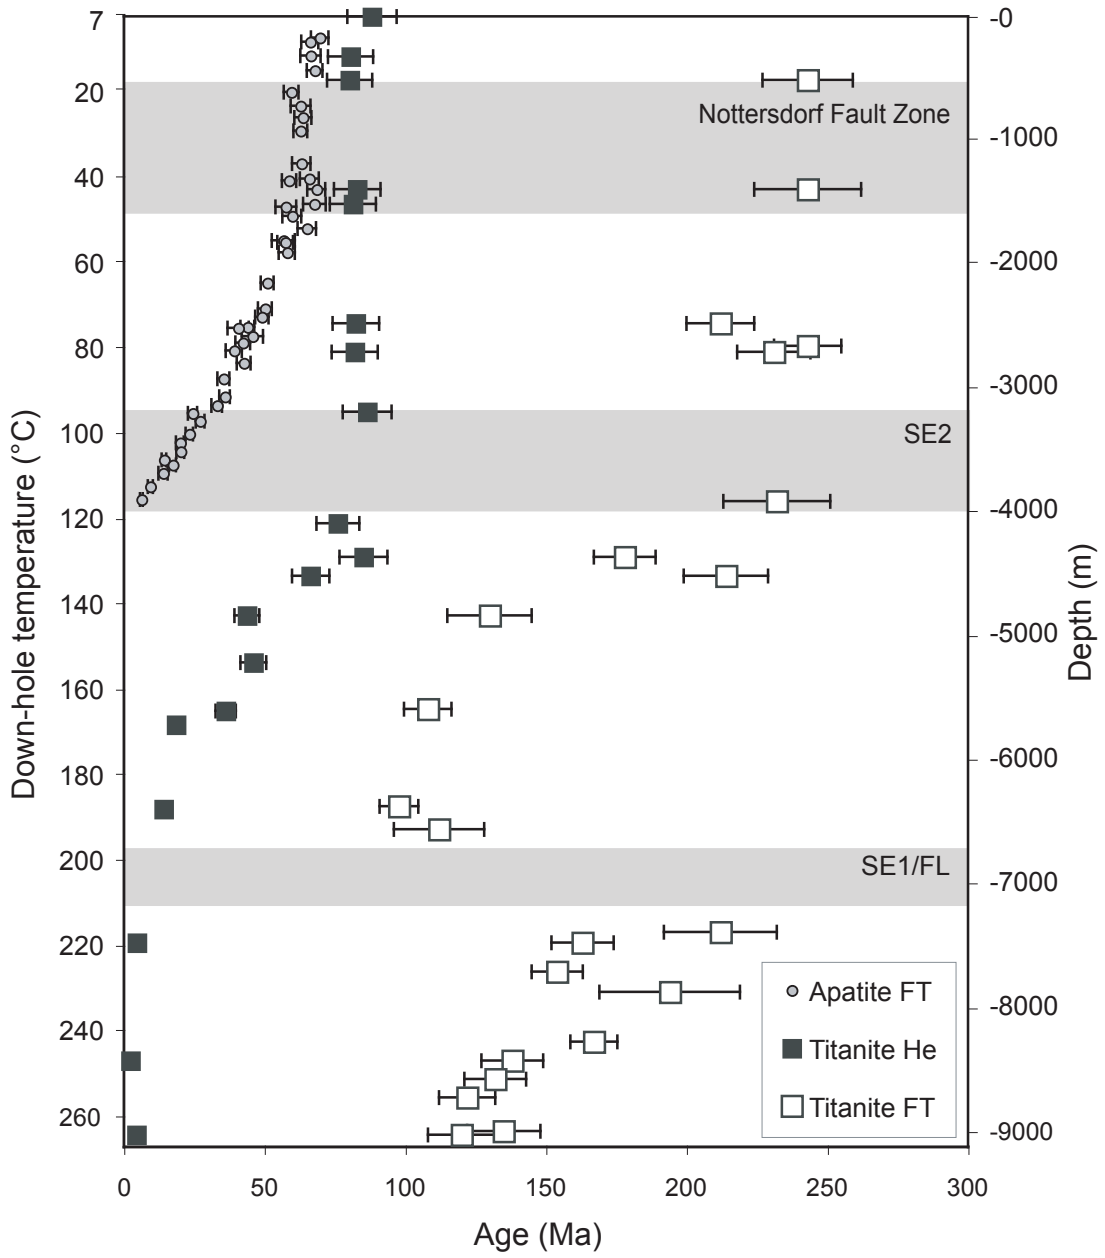 7
20
40
60
80
100
120
140
160
180
200
220
240
260
Down-hole temperature (°C)
-0
-1000
-2000
-3000
-4000
-5000
-6000
-7000
-8000
-9000
Depth (m)
Nottersdorf Fault Zone
SE2
SE1/FL
Apatite FT
Titanite He
Titanite FT
0 50 100 150 200 250 300
Age (Ma)